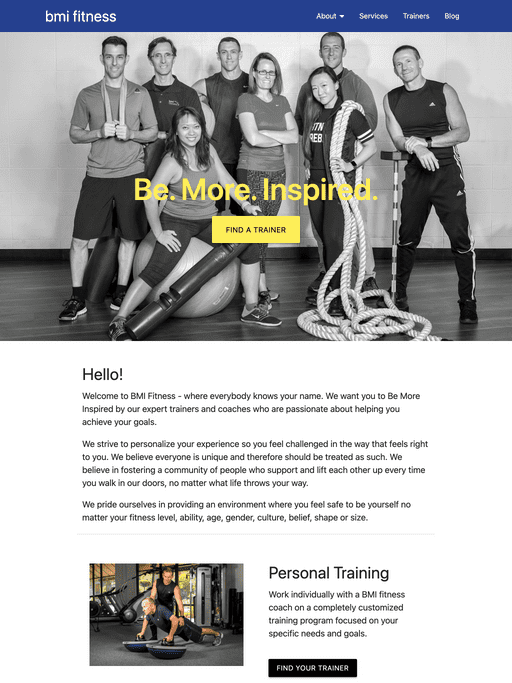 bmi fitness
About
Services
Trainers
Blog
Be. More. Inspired.
FIND A TRAINER
Hello!
Welcome to BMI Fitness - where everybody knows your name. We want you to Be More
Inspired by our expert trainers and coaches who are passionate about helping you
achieve your goals.
We strive to personalize your experience so you feel challenged in the way that feels right
to you. We believe everyone is unique and therefore should be treated as such. We
believe in fostering a community of people who support and lift each other up every time
you walk in our doors, no matter what life throws your way.
We pride ourselves in providing an environment where you feel safe to be yourself no
matter your fitness level, ability, age, gender, culture, belief, shape or size.
Personal Training
Work individually with a BMI fitness
coach on a completely customized
training program focused on your
specific needs and goals.
FIND YOUR TRAINER